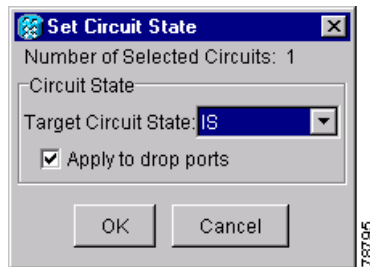 Set Circuit State
Number of Selected Circuits: 1
Circuit State
Target Circuit State: IS
Apply to drop ports
OK Cancel
78795